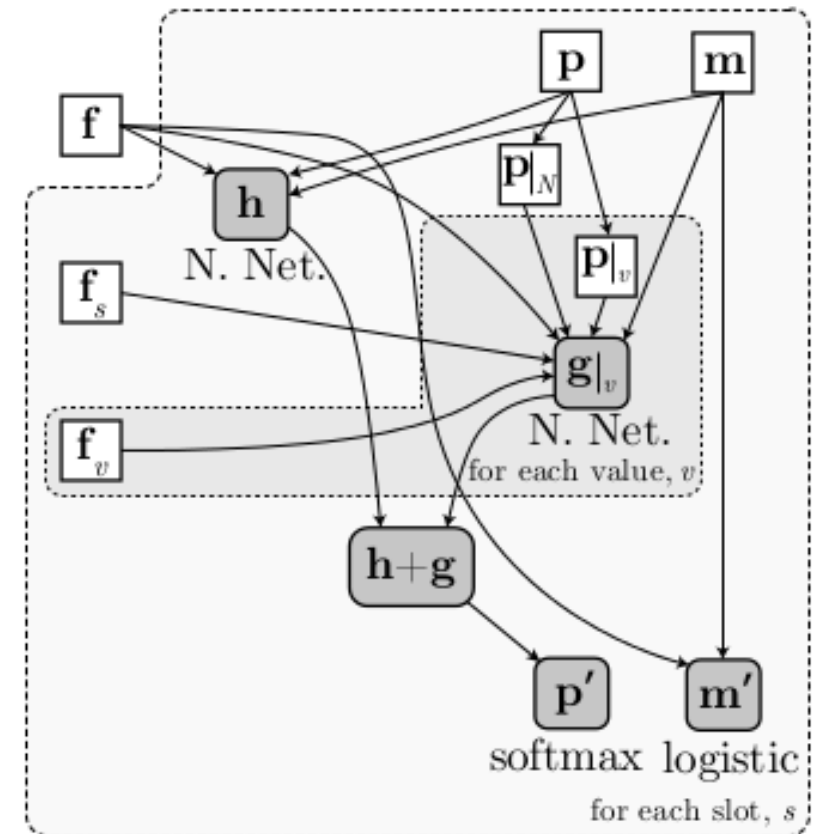 p m
f
p|N
h
N. Net.
p|v
fs
g|v
N. Net.
fv
for each value, v
h+g
p′ m′
softmax logistic
for each slot, s